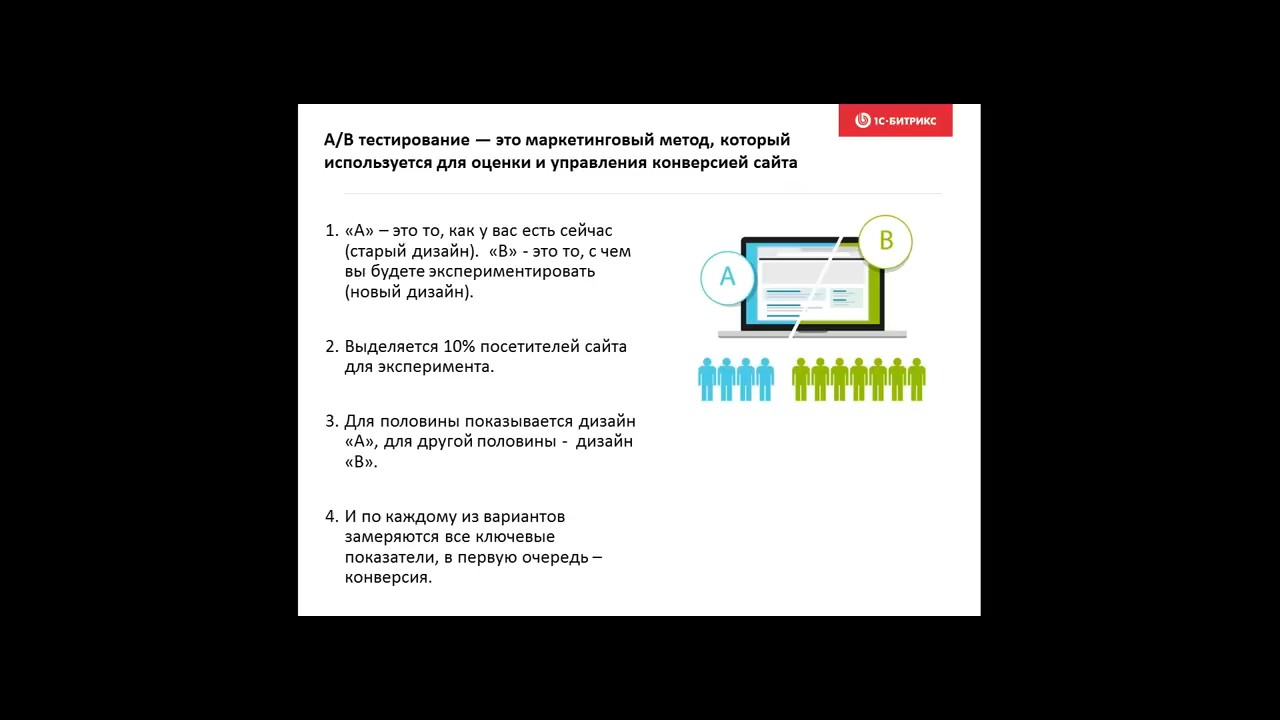 1С·БИТРИКС
А/В тестирование — это маркетинговый метод, который
используется для оценки и управления конверсией сайта
1. «А» – это то, как у вас есть сейчас
(старый дизайн).  «В» - это то, с чем
вы будете экспериментировать
(новый дизайн).
2. Выделяется 10% посетителей сайта
для эксперимента.
3. Для половины показывается дизайн
«А», для другой половины -  дизайн
«В».
4. И по каждому из вариантов
замеряются все ключевые
показатели, в первую очередь –
конверсия.
A
B